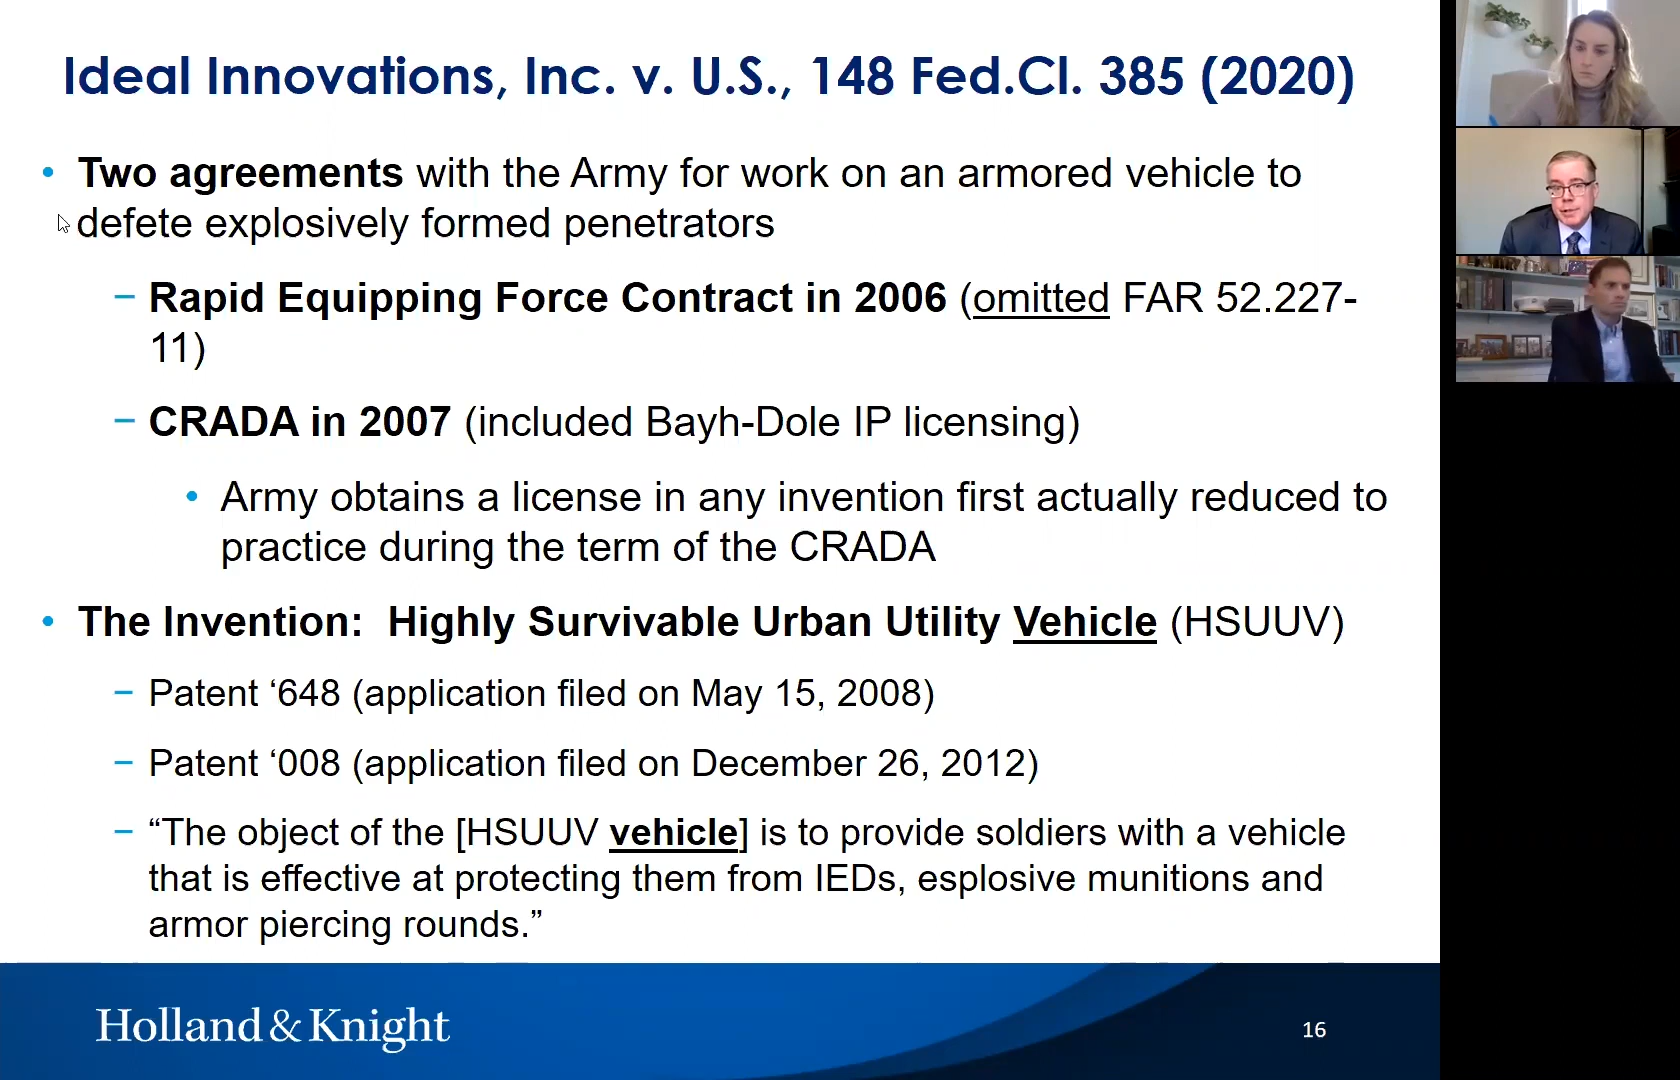 Ideal Innovations, Inc. v. U.S., 148 Fed.Cl. 385 (2020)
• Two agreements with the Army for work on an armored vehicle to
defete explosively formed penetrators
− Rapid Equipping Force Contract in 2006 (omitted FAR 52.227-
11)
− CRADA in 2007 (included Bayh-Dole IP licensing)
• Army obtains a license in any invention first actually reduced to
practice during the term of the CRADA
• The Invention:  Highly Survivable Urban Utility Vehicle (HSUUV)
− Patent ‘648 (application filed on May 15, 2008)
− Patent ‘008 (application filed on December 26, 2012)
− “The object of the [HSUUV vehicle] is to provide soldiers with a vehicle
that is effective at protecting them from IEDs, esplosive munitions and
armor piercing rounds.”
Holland & Knight
16